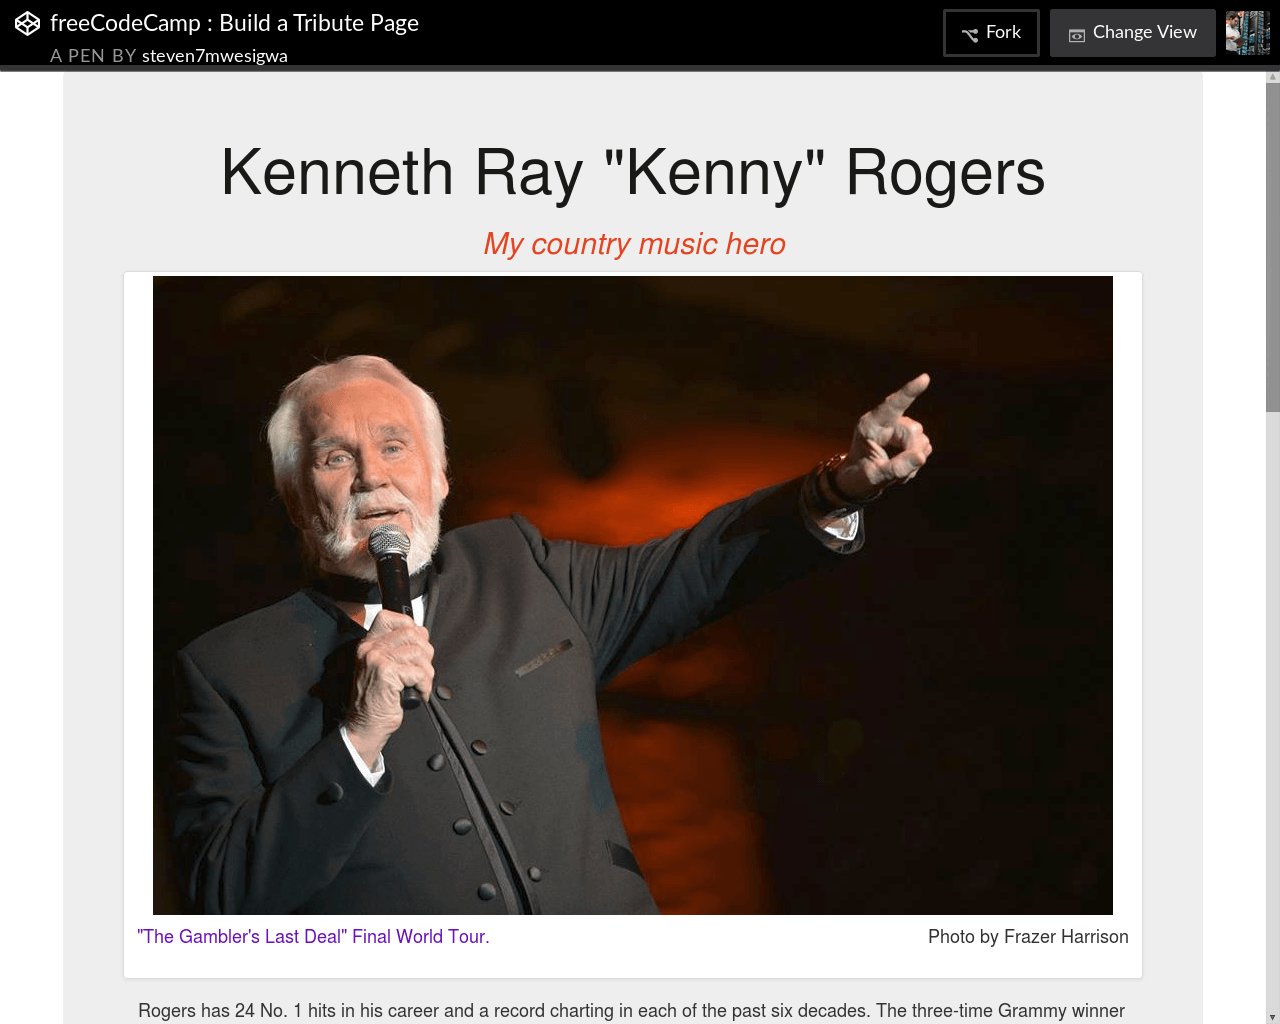 freeCodeCamp : Build a Tribute Page
A PEN BY steven7mwesigwa
Fork
Change View
Kenneth Ray "Kenny" Rogers
My country music hero
"The Gambler's Last Deal" Final World Tour.
Photo by Frazer Harrison
Rogers has 24 No. 1 hits in his career and a record charting in each of the past six decades. The three-time Grammy winner